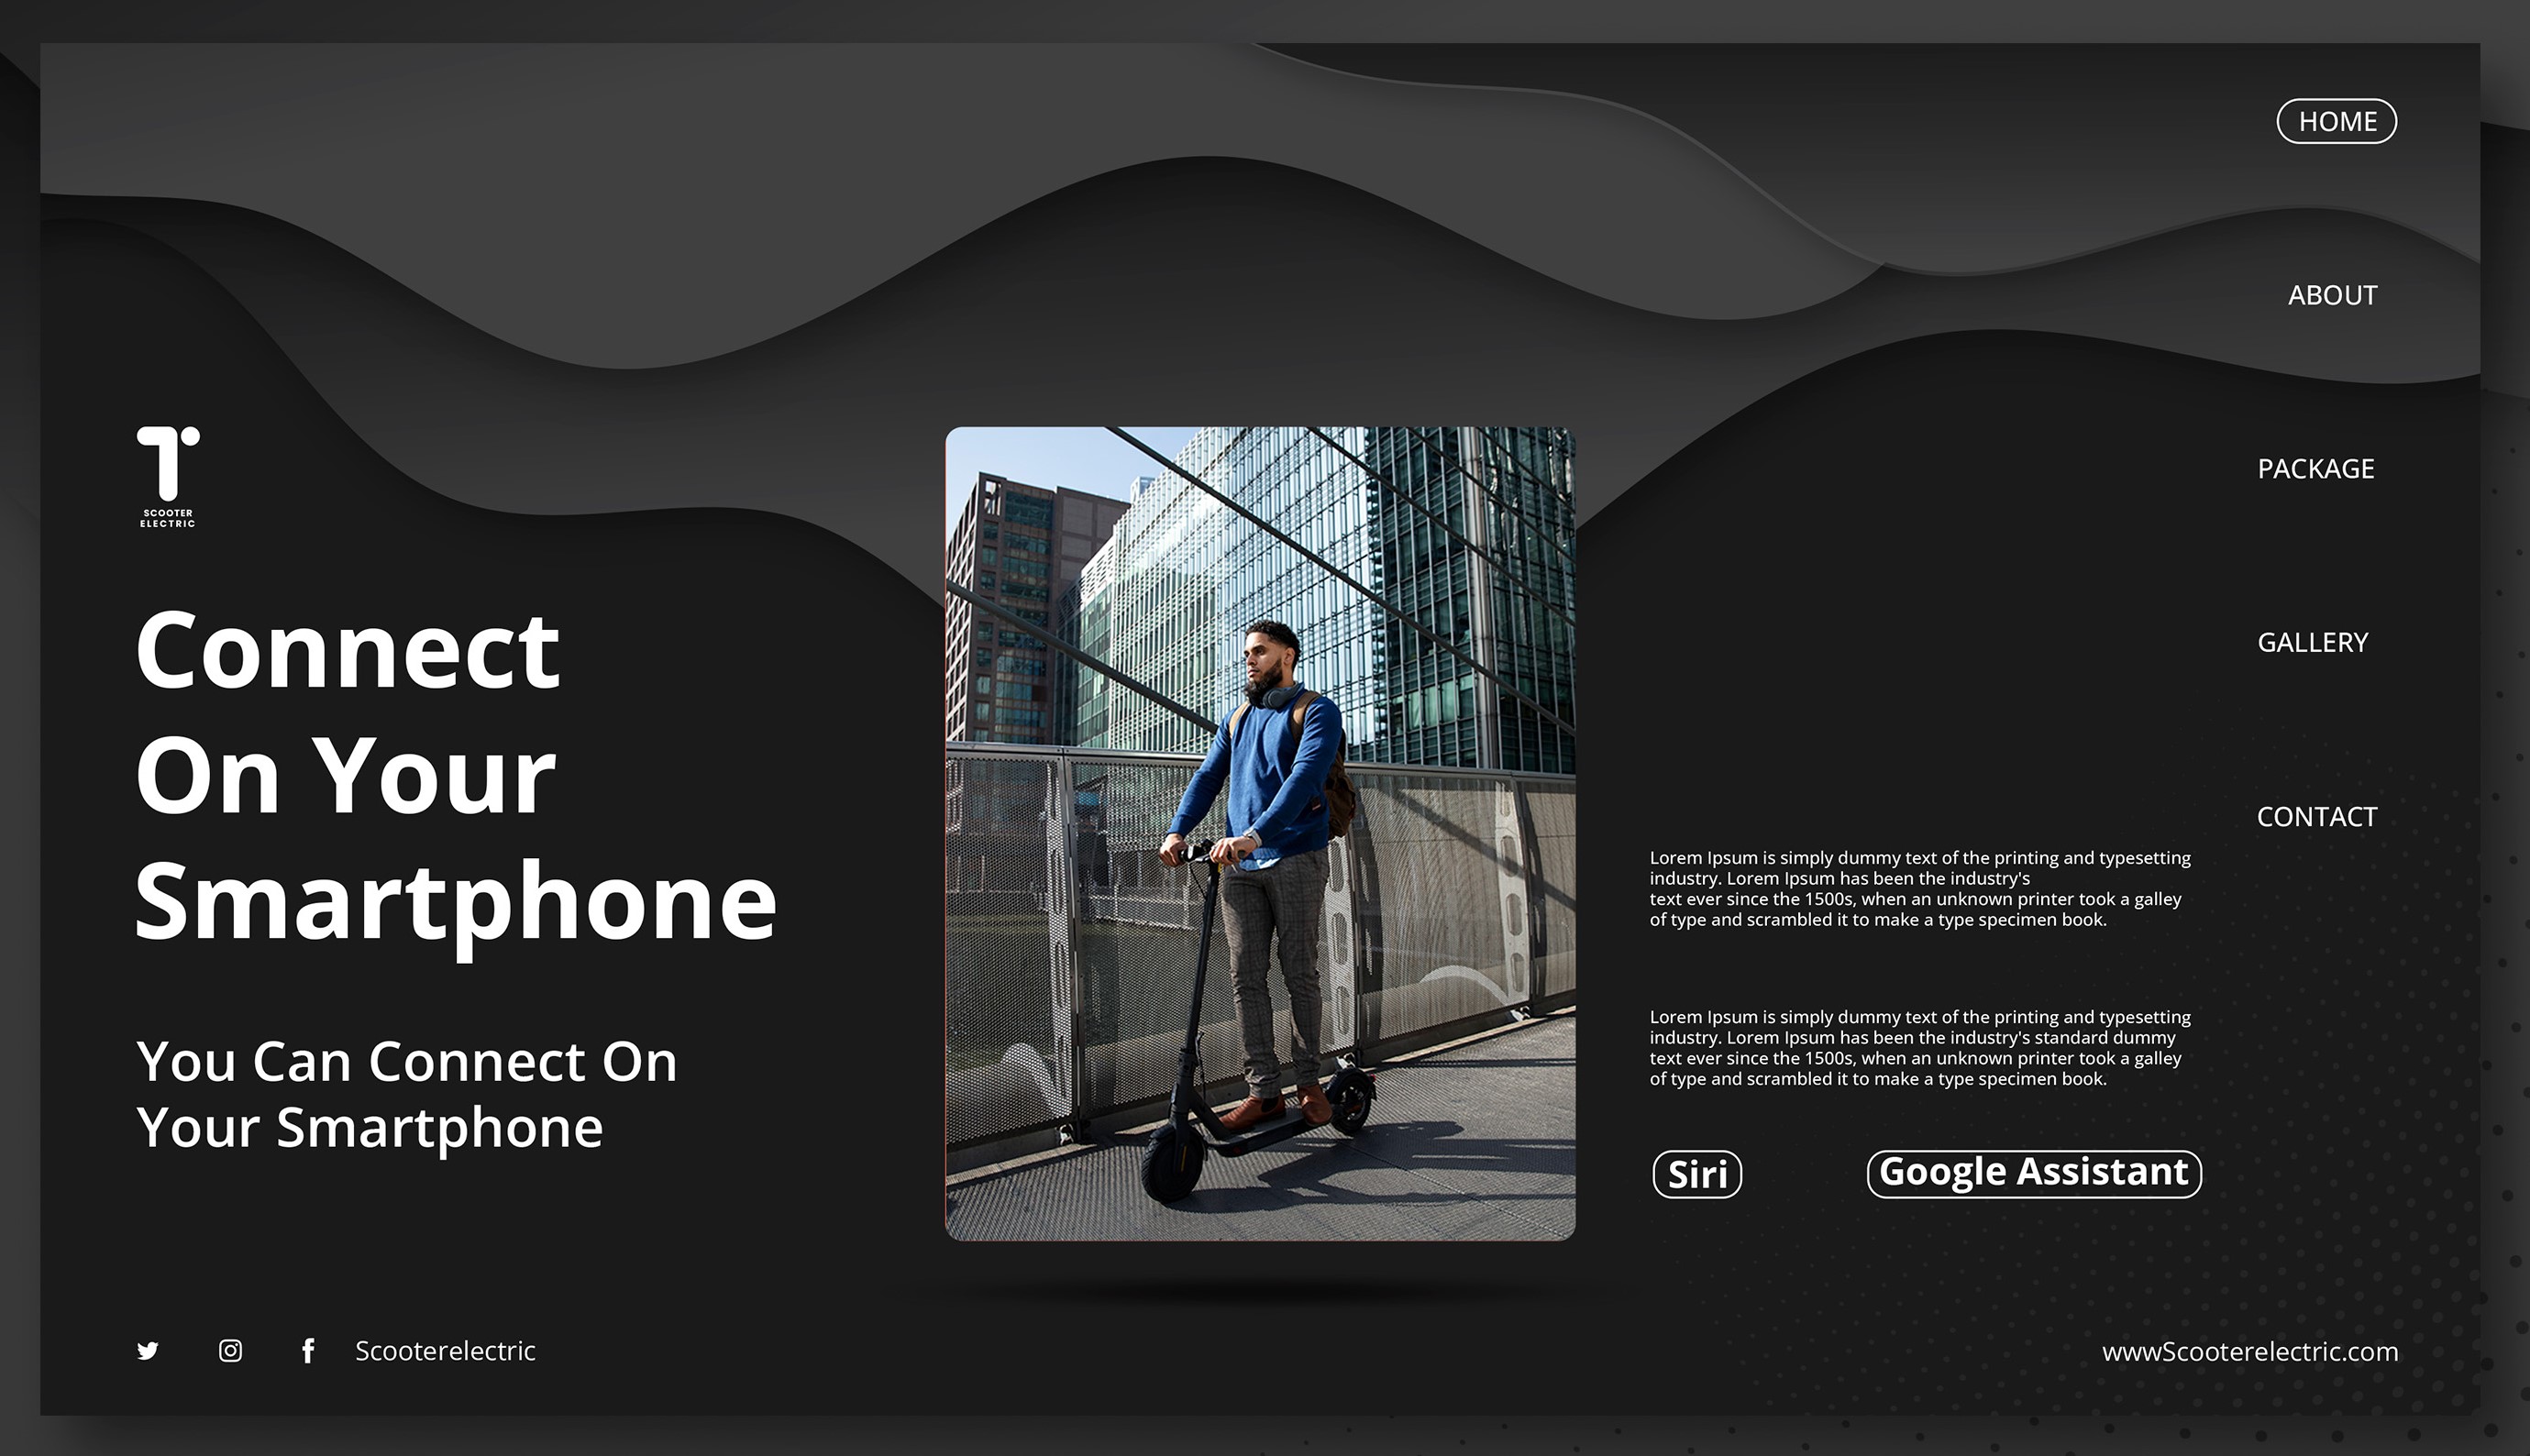 HOME
ABOUT
PACKAGE
GALLERY
CONTACT
SCOOTER
ELECTRIC
Connect
On Your
Smartphone
You Can Connect On
Your Smartphone
Lorem Ipsum is simply dummy text of the printing and typesetting
industry. Lorem Ipsum has been the industry's
text ever since the 1500s, when an unknown printer took a galley
of type and scrambled it to make a type specimen book.
Lorem Ipsum is simply dummy text of the printing and typesetting
industry. Lorem Ipsum has been the industry's standard dummy
text ever since the 1500s, when an unknown printer took a galley
of type and scrambled it to make a type specimen book.
Siri
Google Assistant
Scooterelectric
wwwScooterelectric.com